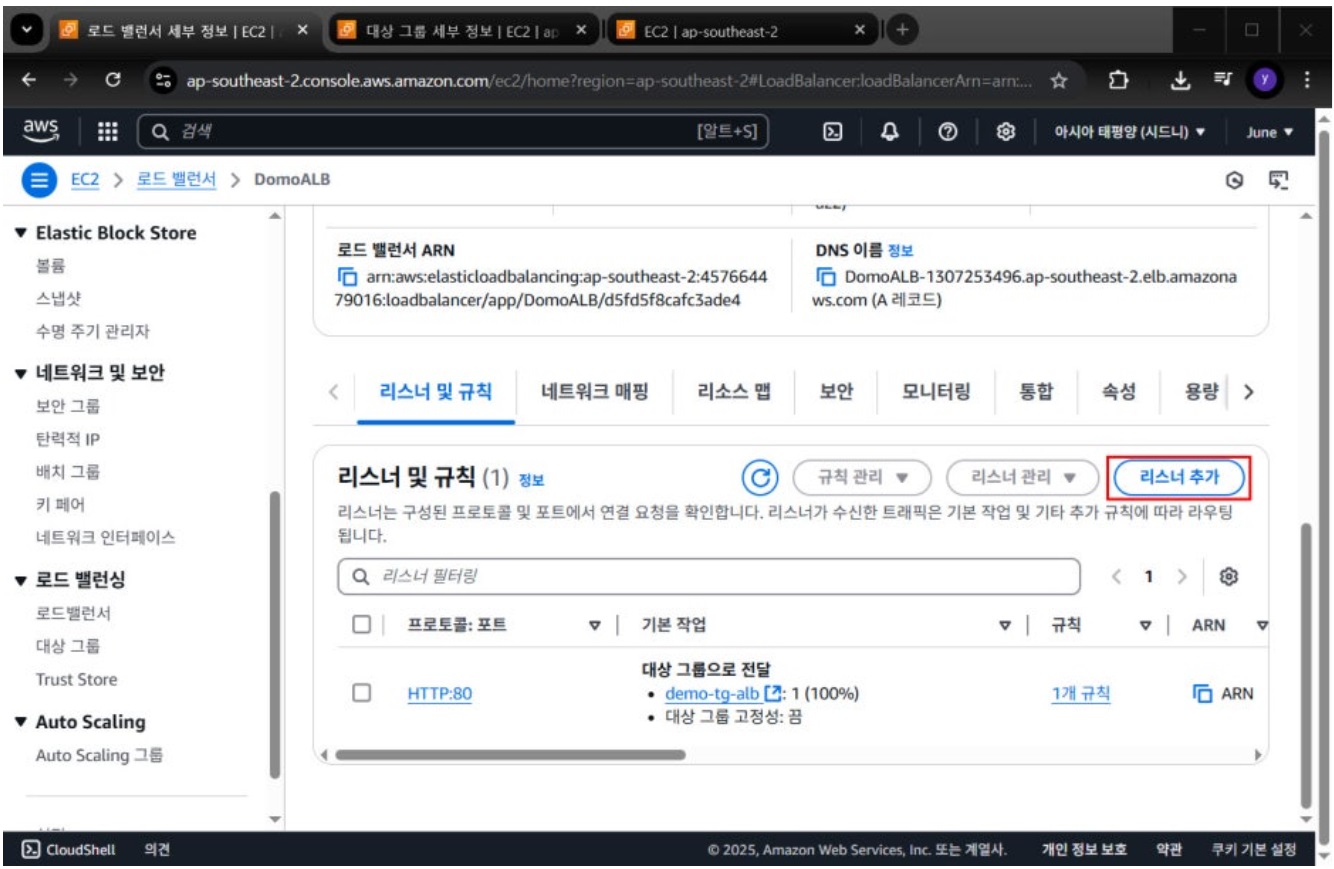 로드 밸런서 세부 정보 | EC2 |
대상 그룹 세부 정보 | EC2 | ap
EC2 | ap-southeast-2
ap-southeast-2.console.aws.amazon.com/ec2/home?region=ap-southeast-2#LoadBalancer:loadBalancerArn=arn:...
y
aws
검색
[알트+S]
아시아 태평양 (시드니) ▼
June ▼
EC2 > 로드 밸런서 > DomoALB
▼ Elastic Block Store
볼륨
스냅샷
수명 주기 관리자
▼ 네트워크 및 보안
보안 그룹
탄력적 IP
배치 그룹
키 페어
네트워크 인터페이스
▼ 로드 밸런싱
로드밸런서
대상 그룹
Trust Store
▼ Auto Scaling
Auto Scaling 그룹
로드 밸런서 ARN
arn:aws:elasticloadbalancing:ap-southeast-2:4576644
79016:loadbalancer/app/DomoALB/d5fd5f8cafc3ade4
DNS 이름 정보
DomoALB-1307253496.ap-southeast-2.elb.amazona
ws.com (A 레코드)
리스너 및 규칙
네트워크 매핑
리소스 맵
보안
모니터링
통합
속성
용량
리스너 및 규칙 (1) 정보
규칙 관리 ▼
리스너 관리 ▼
리스너 추가
리스너는 구성된 프로토콜 및 포트에서 연결 요청을 확인합니다. 리스너가 수신한 트래픽은 기본 작업 및 기타 추가 규칙에 따라 라우팅
됩니다.
리스너 필터링
1
프로토콜: 포트
기본 작업
규칙
ARN
HTTP:80
대상 그룹으로 전달
• demo-tg-alb : 1 (100%)
• 대상 그룹 고정성: 끔
1개 규칙
ARN
CloudShell
의견
© 2025, Amazon Web Services, Inc. 또는 계열사.
개인 정보 보호
약관
쿠키 기본 설정